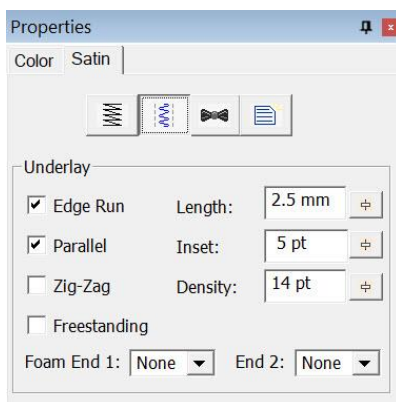 Properties
Color Satin
Underlay
Edge Run Length: 2.5 mm
Parallel Inset: 5 pt
Zig-Zag Density: 14 pt
Freestanding
Foam End 1: None End 2: None